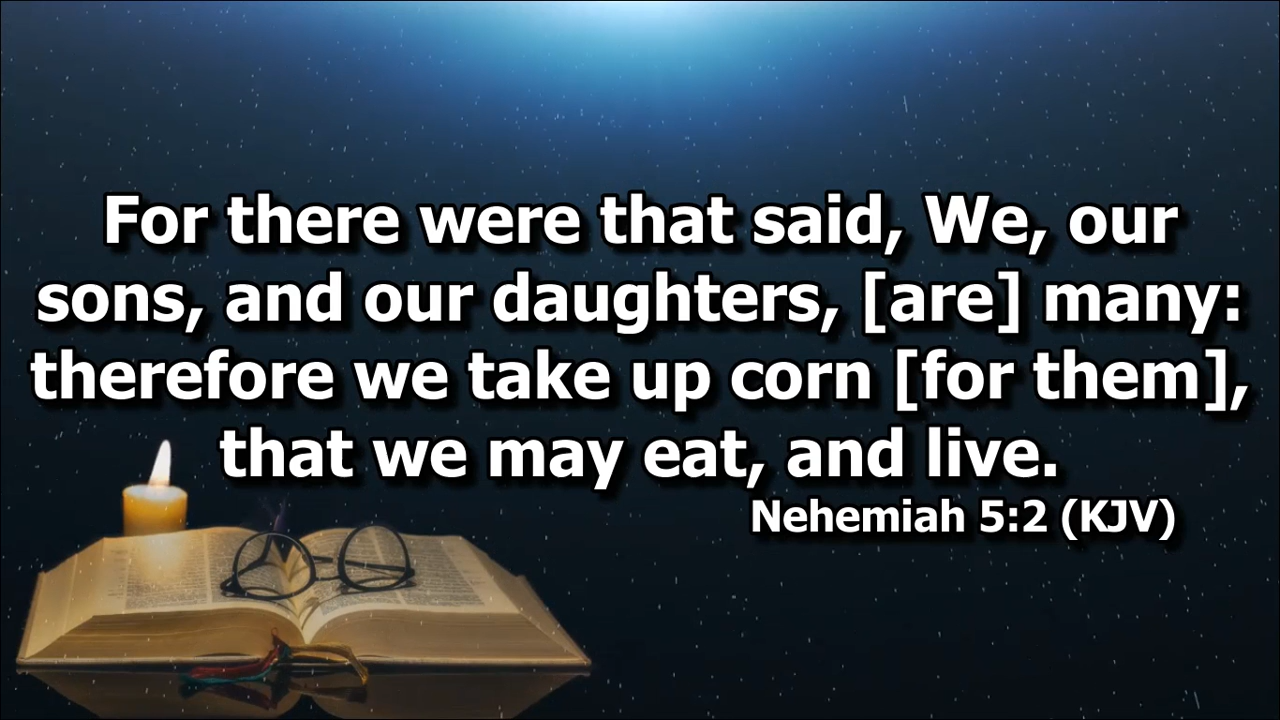 For there were that said, We, our
sons, and our daughters, [are] many:
therefore we take up corn [for them],
that we may eat, and live.
Nehemiah 5:2 (KJV)